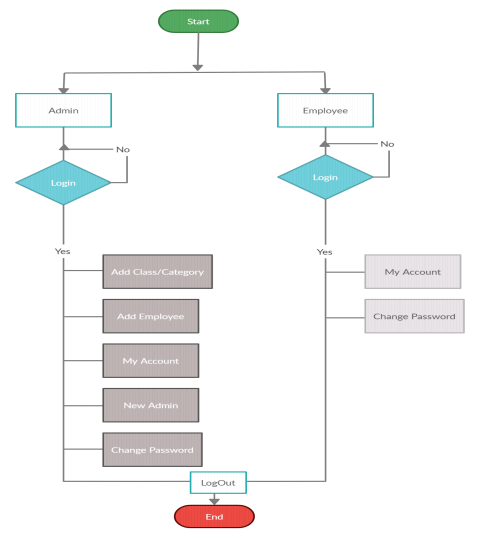 Start
Admin
Employee
No
No
Login
Login
Yes
Yes
Add Class/Category
My Account
Add Employee
Change Password
My Account
New Admin
Change Password
LogOut
End